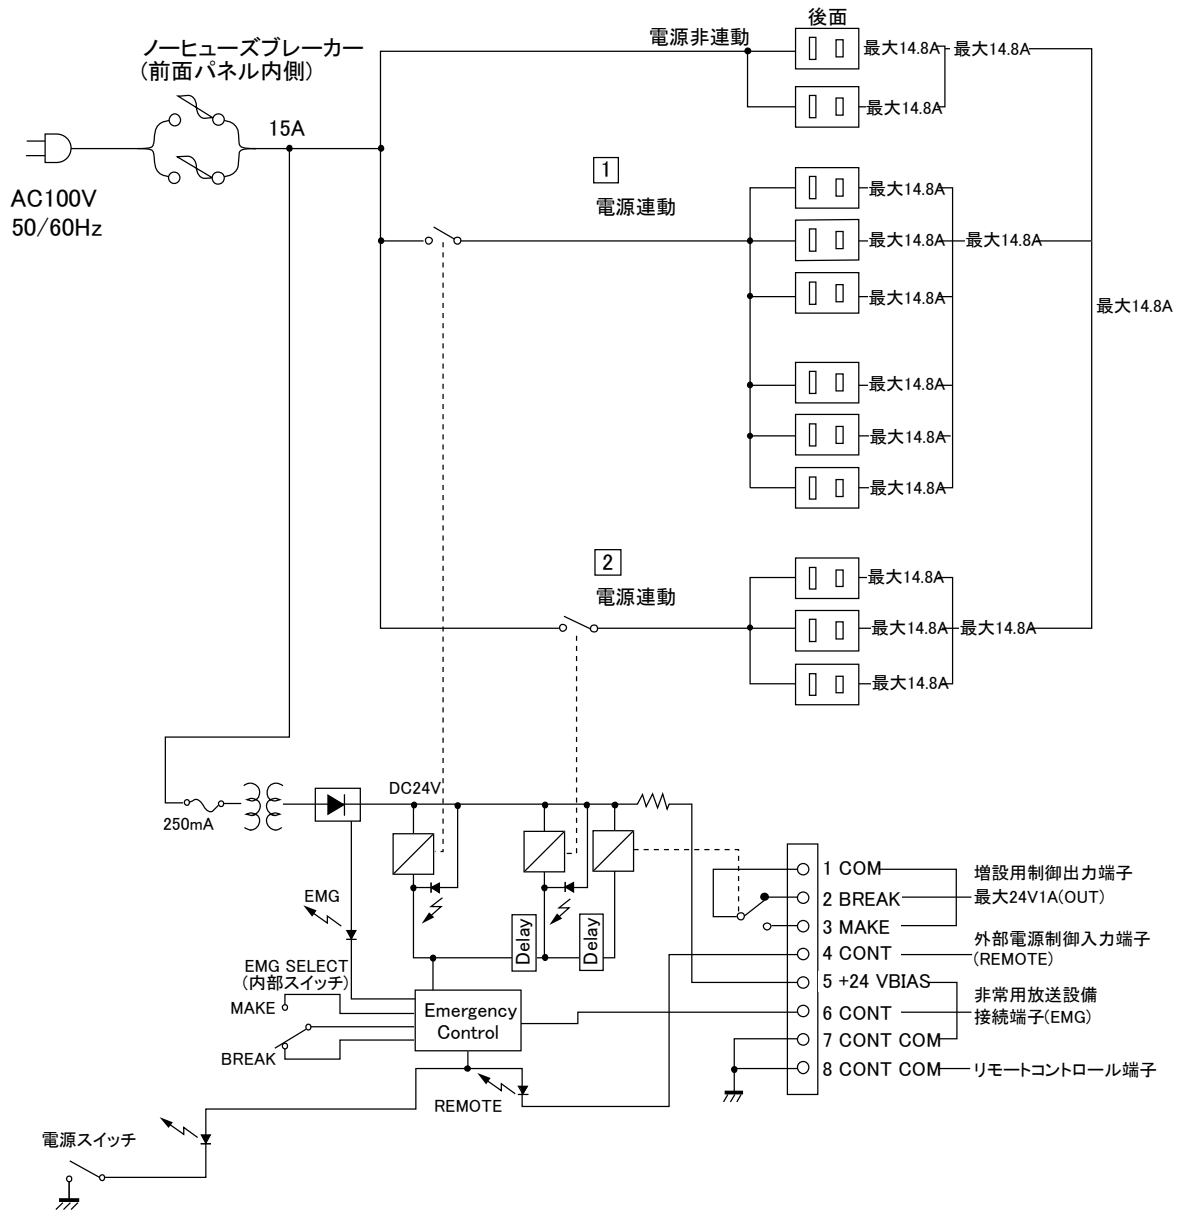 後面
ノーヒューズブレーカー
(前面パネル内側)
電源非連動
最大14.8A
最大14.8A
最大14.8A
15A
AC100V
50/60Hz
1
電源連動
最大14.8A
最大14.8A
最大14.8A
最大14.8A
最大14.8A
最大14.8A
最大14.8A
最大14.8A
2
電源連動
最大14.8A
最大14.8A
最大14.8A
最大14.8A
250mA
DC24V
EMG
Delay
Delay
EMG SELECT
(内部スイッチ)
MAKE
BREAK
Emergency
Control
REMOTE
電源スイッチ
1 COM
2 BREAK
3 MAKE
4 CONT
5 +24 VBIAS
6 CONT
7 CONT COM
8 CONT COM
増設用制御出力端子
最大24V1A(OUT)
外部電源制御入力端子
(REMOTE)
非常用放送設備
接続端子(EMG)
リモートコントロール端子